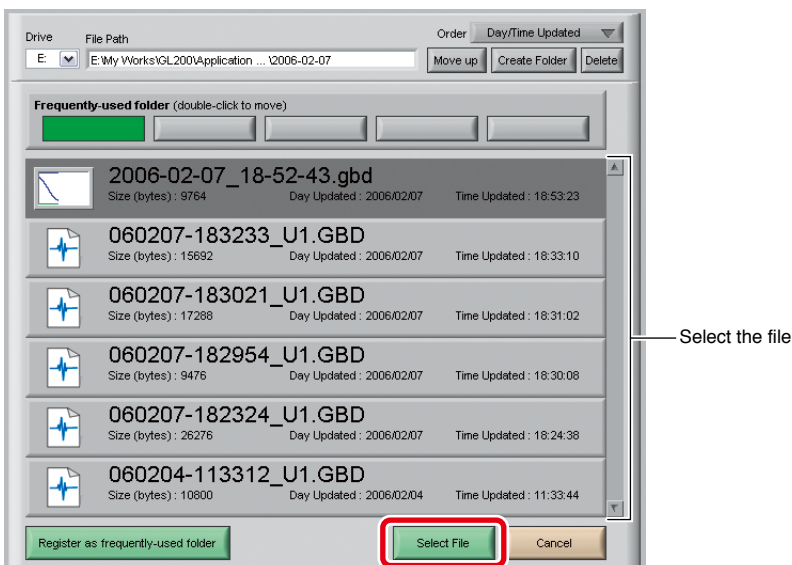 Drive File Path Order Day/Time Updated
E: E:\My Works\GL200\Application ... \2006-02-07 Move up Create Folder Delete
Frequently-used folder (double-click to move)
2006-02-07_18-52-43.gbd
Size (bytes) : 9764 Day Updated : 2006/02/07 Time Updated : 18:53:23
060207-183233_U1.GBD
Size (bytes) : 15692 Day Updated : 2006/02/07 Time Updated : 18:33:10
060207-183021_U1.GBD
Size (bytes) : 17288 Day Updated : 2006/02/07 Time Updated : 18:31:02
Select the file
060207-182954_U1.GBD
Size (bytes) : 9476 Day Updated : 2006/02/07 Time Updated : 18:30:08
060207-182324_U1.GBD
Size (bytes) : 26276 Day Updated : 2006/02/07 Time Updated : 18:24:38
060204-113312_U1.GBD
Size (bytes) : 10800 Day Updated : 2006/02/04 Time Updated : 11:33:44
Register as frequently-used folder Select File Cancel